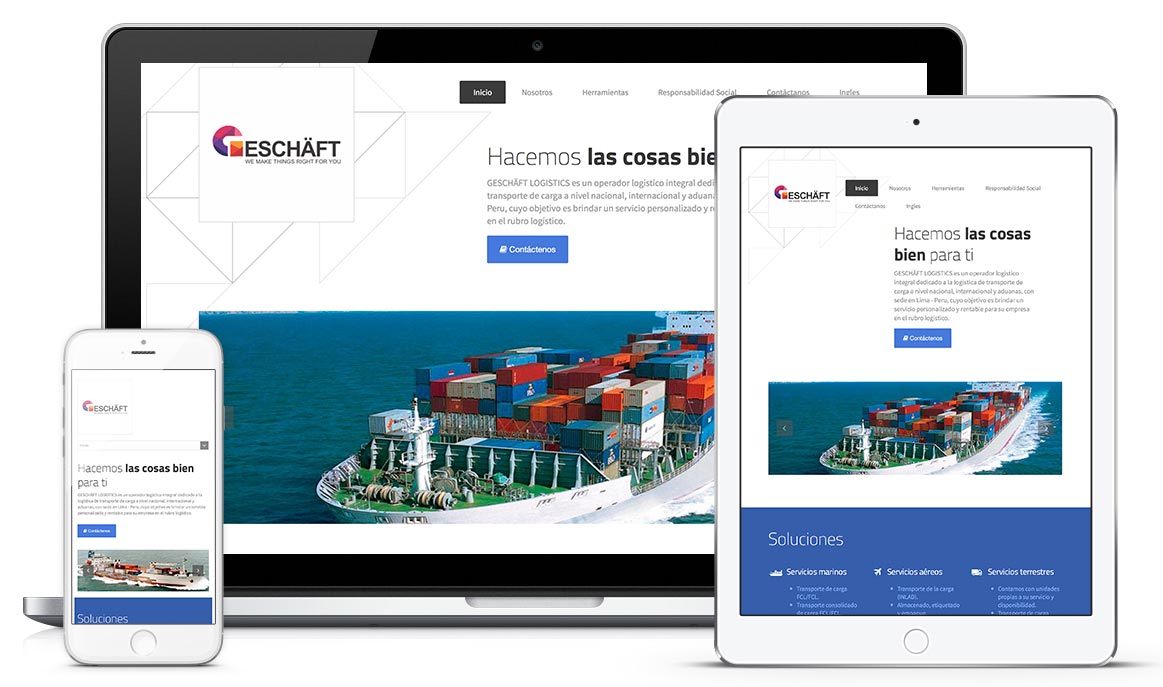 GESCHÄFT
WE MAKE THINGS RIGHT FOR YOU
Inicio Nosotros Herramientas Responsabilidad Social Contáctanos Ingles
Hacemos las cosas bie
GESCHÄFT LOGISTICS es un operador logístico integral dedic
transporte de carga a nivel nacional, internacional y aduana
Peru, cuyo objetivo es brindar un servicio personalizado y r
en el rubro logístico.
Contáctenos
GESCHÄFT
Hacemos las cosas bien
para ti
GESCHÄFT LOGISTICS es un operador logístico integral dedicado a la
logística de transporte de carga a nivel nacional, internacional y
aduanas, con sede en Lima - Peru, cuyo objetivo es brindar un servicio
personalizado y rentable para su empresa en el rubro logístico.
Contáctenos
Soluciones
GESCHÄFT
WE MAKE THINGS RIGHT FOR YOU
Inicio Nosotros Herramientas Responsabilidad Social
Contáctanos Ingles
Hacemos las cosas
bien para ti
GESCHÄFT LOGISTICS es un operador logístico
integral dedicado a la logística de transporte de
carga a nivel nacional, internacional y aduanas, con
sede en Lima - Peru, cuyo objetivo es brindar un
servicio personalizado y rentable para su empresa
en el rubro logístico.
Contáctenos
Soluciones
Servicios marinos
Transporte de carga
FCL/FCL.
Transporte consolidado
de carga FCL/FCL
Servicios aéreos
Transporte de la carga
(INLAD).
Almacenado, etiquetado
y empaque
Servicios terrestres
Contamos con unidades
propias a su servicio y
disponibilidad.
Transporte de carga